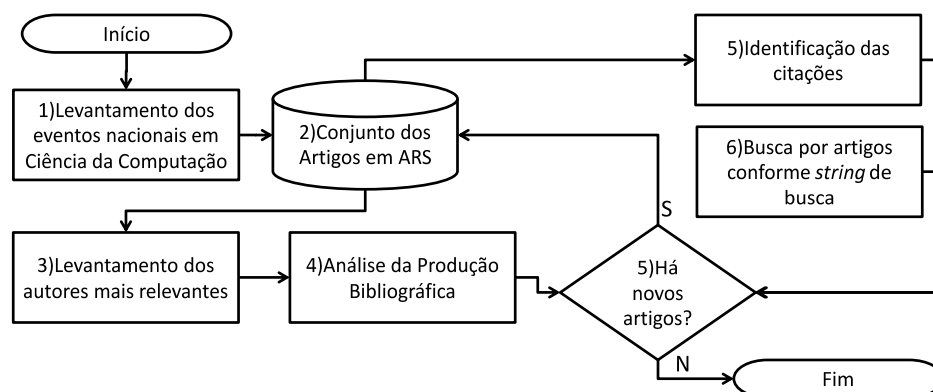 Início
1)Levantamento dos
eventos nacionais em
Ciência da Computação
2)Conjunto dos
Artigos em ARS
5)Identificação das
citações
6)Busca por artigos
conforme string de
busca
3)Levantamento dos
autores mais relevantes
4)Análise da Produção
Bibliográfica
S
5)Há
novos
artigos?
N
Fim